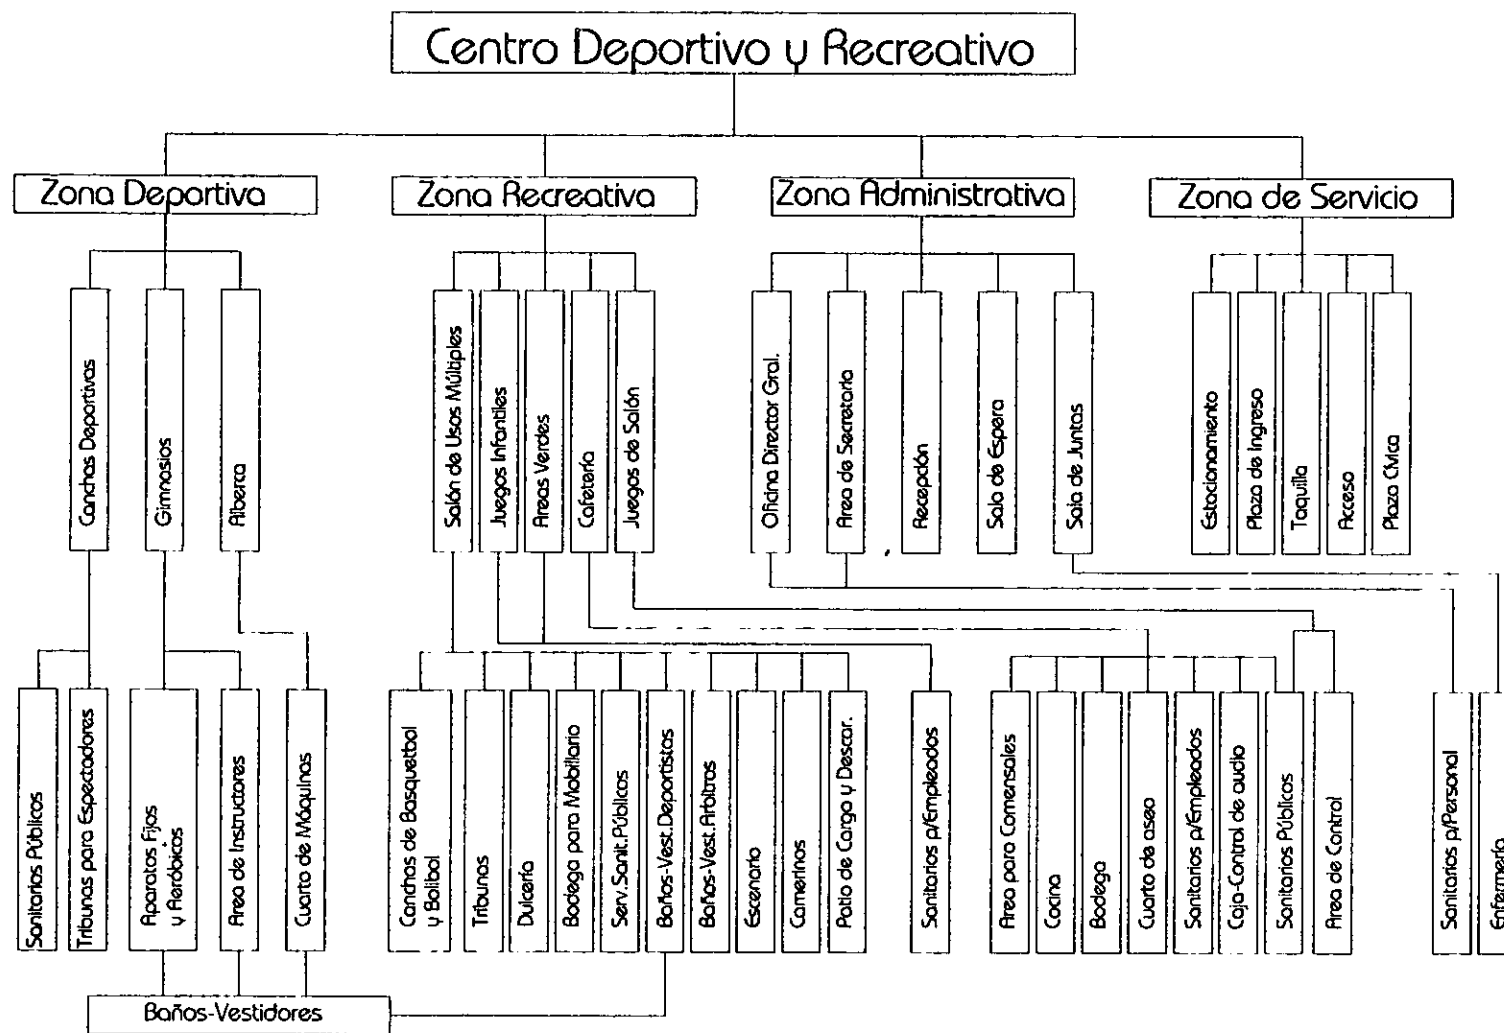 Centro Deportivo y Recreativo
Zona Deportiva
Zona Recreativa
Zona Administrativa
Zona de Servicio
Canchas Deportivas
Gimnasios
Alberca
Salón de Usos Múltiples
Juegos Infantiles
Areas Verdes
Cafetería
Juegos de Salón
Oficina Director Gral.
Area de Secretaria
Recepción
Sala de Espera
Sala de Juntas
Estacionamiento
Plaza de Ingreso
Taquilla
Acceso
Plaza Cívica
Sanitarios Públicos
Tribunas para Espectadores
Aparatos Fijos
y Aeróbicos
Area de Instructores
Cuarto de Máquinas
Canchas de Basquetbol
y Bolibol
Tribunas
Dulcería
Bodega para Mobiliario
Serv.Sanit.Públicos
Baños-Vest.Deportistas
Baños-Vest.Arbitros
Escenario
Camerinos
Patio de Carga y Descar.
Sanitarios p/Empleados
Area para Comensales
Cocina
Bodega
Cuarto de aseo
Sanitarios p/Empleados
Caja-Control de audio
Sanitarios Públicos
Area de Control
Sanitarios p/Personal
Enfermería
Baños-Vestidores